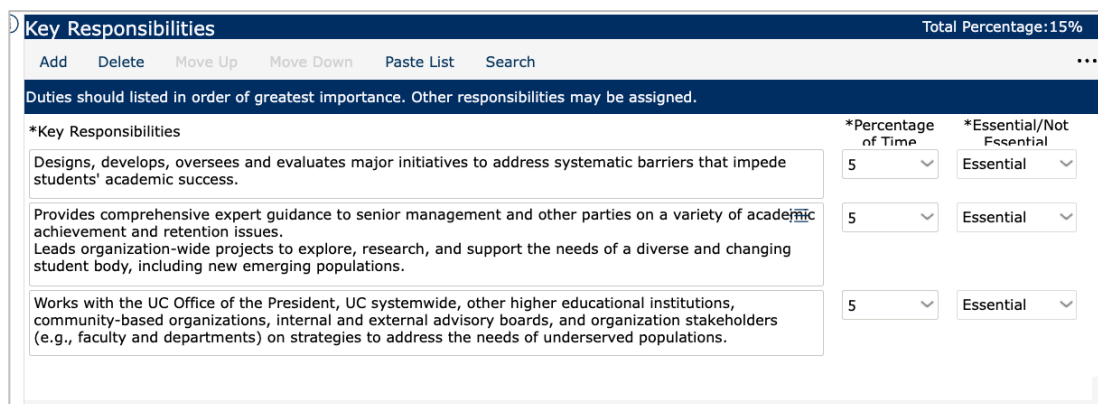 Key Responsibilities Total Percentage:15%
Add Delete Move Up Move Down Paste List Search
Duties should listed in order of greatest importance. Other responsibilities may be assigned.
*Key Responsibilities *Percentage of Time *Essential/Not Essential
Designs, develops, oversees and evaluates major initiatives to address systematic barriers that impede 5 Essential
students' academic success.
Provides comprehensive expert guidance to senior management and other parties on a variety of academic 5 Essential
achievement and retention issues.
Leads organization-wide projects to explore, research, and support the needs of a diverse and changing
student body, including new emerging populations.
Works with the UC Office of the President, UC systemwide, other higher educational institutions, 5 Essential
community-based organizations, internal and external advisory boards, and organization stakeholders
(e.g., faculty and departments) on strategies to address the needs of underserved populations.